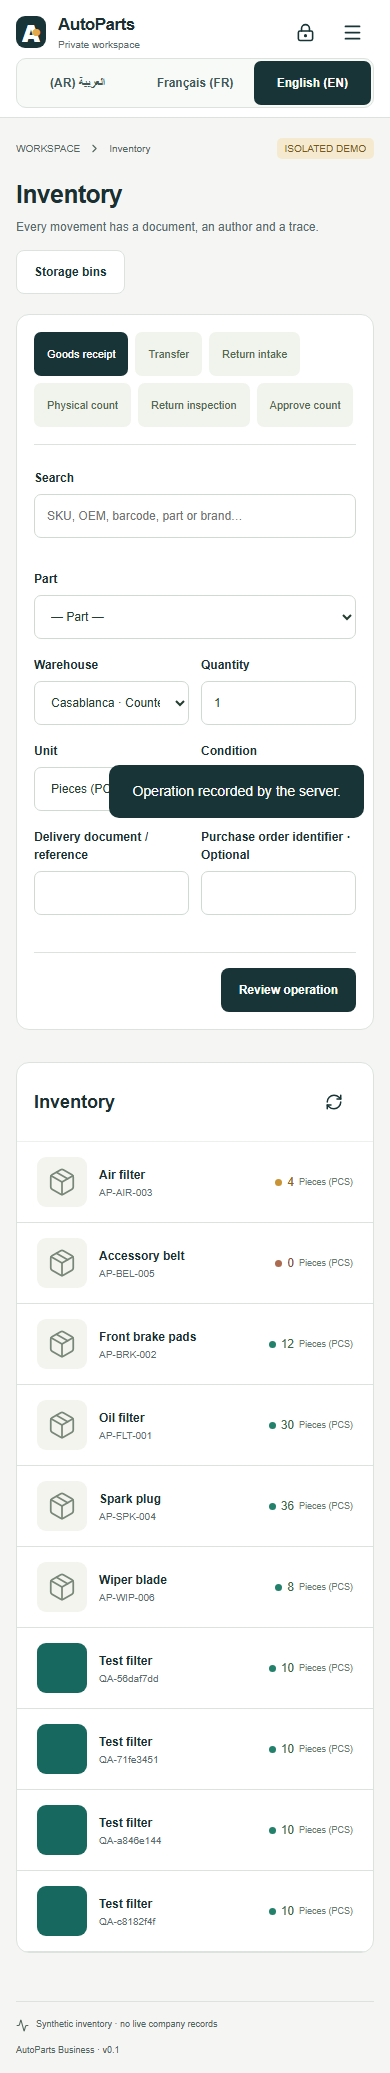 AutoParts
Private workspace
العربية (AR)
Français (FR)
English (EN)
WORKSPACE > Inventory
ISOLATED DEMO
Inventory
Every movement has a document, an author and a trace.
Storage bins
Goods receipt
Transfer
Return intake
Physical count
Return inspection
Approve count
Search
SKU, OEM, barcode, part or brand...
Part
— Part —
Warehouse
Quantity
Casablanca · Counte
1
Unit
Condition
Pieces (PC
Operation recorded by the server.
Delivery document /
reference
Purchase order identifier ·
Optional
Review operation
Inventory
Air filter
AP-AIR-003
4 Pieces (PCS)
Accessory belt
AP-BEL-005
0 Pieces (PCS)
Front brake pads
AP-BRK-002
12 Pieces (PCS)
Oil filter
AP-FLT-001
30 Pieces (PCS)
Spark plug
AP-SPK-004
36 Pieces (PCS)
Wiper blade
AP-WIP-006
8 Pieces (PCS)
Test filter
QA-56daf7dd
10 Pieces (PCS)
Test filter
QA-71fe3451
10 Pieces (PCS)
Test filter
QA-a846e144
10 Pieces (PCS)
Test filter
QA-c8182f4f
10 Pieces (PCS)
Synthetic inventory · no live company records
AutoParts Business · v0.1